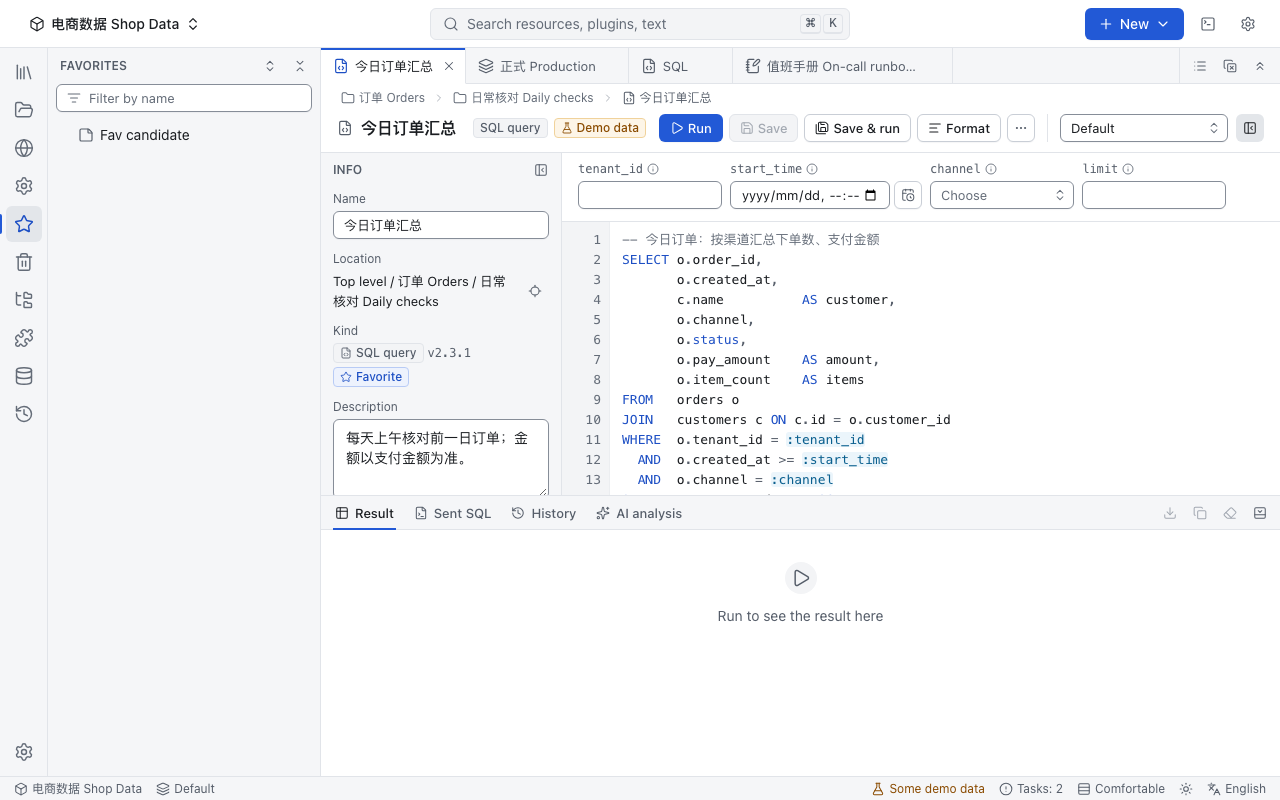 电商数据 Shop Data
Search resources, plugins, text
⌘ K
New
FAVORITES
Filter by name
Fav candidate
今日订单汇总
正式 Production
SQL
值班手册 On-call runbo...
订单 Orders
日常核对 Daily checks
今日订单汇总
今日订单汇总
SQL query
Demo data
Run
Save
Save & run
Format
Default
INFO
Name
今日订单汇总
Location
Top level / 订单 Orders / 日常
核对 Daily checks
Kind
SQL query v2.3.1
Favorite
Description
每天上午核对前一日订单；金
额以支付金额为准。
tenant_id
start_time
channel
limit
yyyy/mm/dd, --:--
Choose
1 -- 今日订单：按渠道汇总下单数、支付金额
2 SELECT o.order_id,
3 o.created_at,
4 c.name AS customer,
5 o.channel,
6 o.status,
7 o.pay_amount AS amount,
8 o.item_count AS items
9 FROM orders o
10 JOIN customers c ON c.id = o.customer_id
11 WHERE o.tenant_id = :tenant_id
12 AND o.created_at >= :start_time
13 AND o.channel = :channel
Result
Sent SQL
History
AI analysis
Run to see the result here
电商数据 Shop Data
Default
Some demo data
Tasks: 2
Comfortable
English